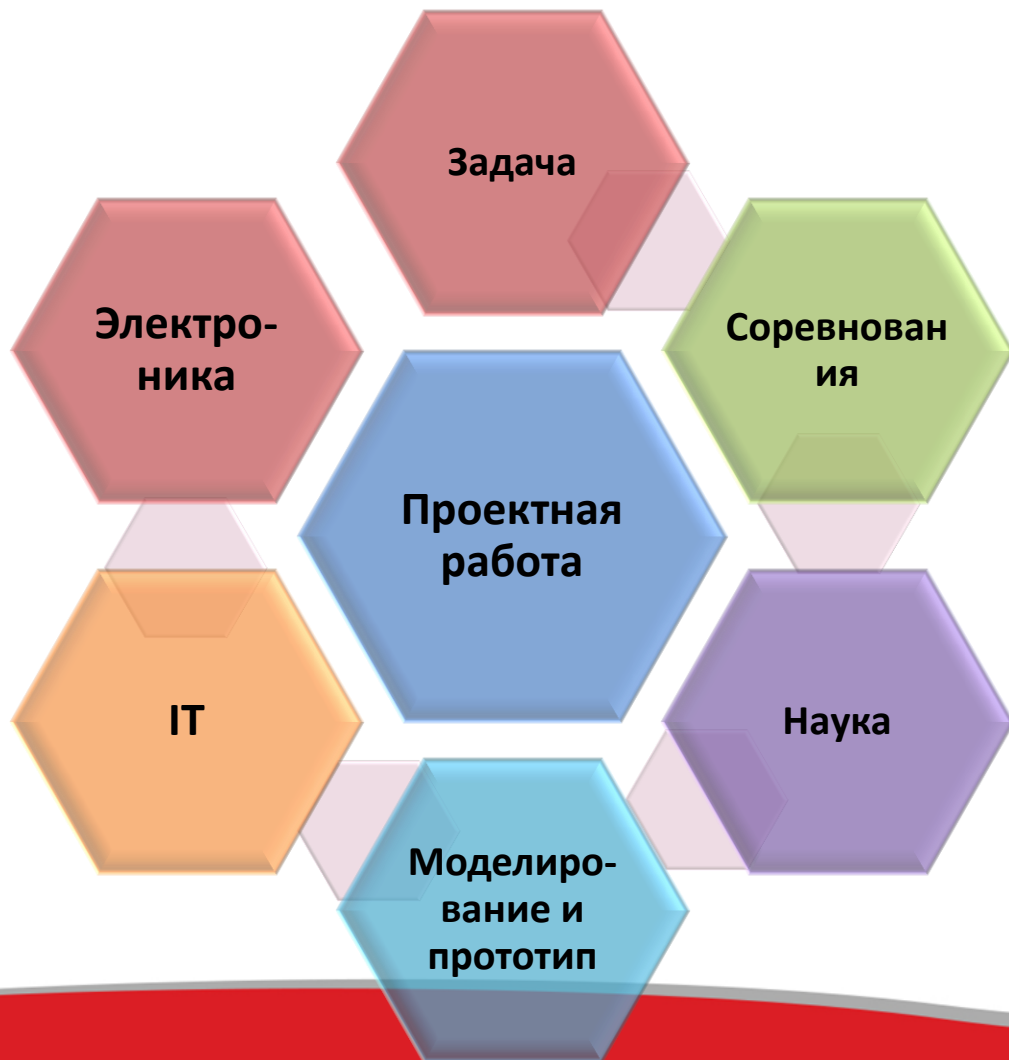 Задача
Электро-
ника
Соревнован
ия
Проектная
работа
IT
Наука
Моделиро-
вание и
прототип